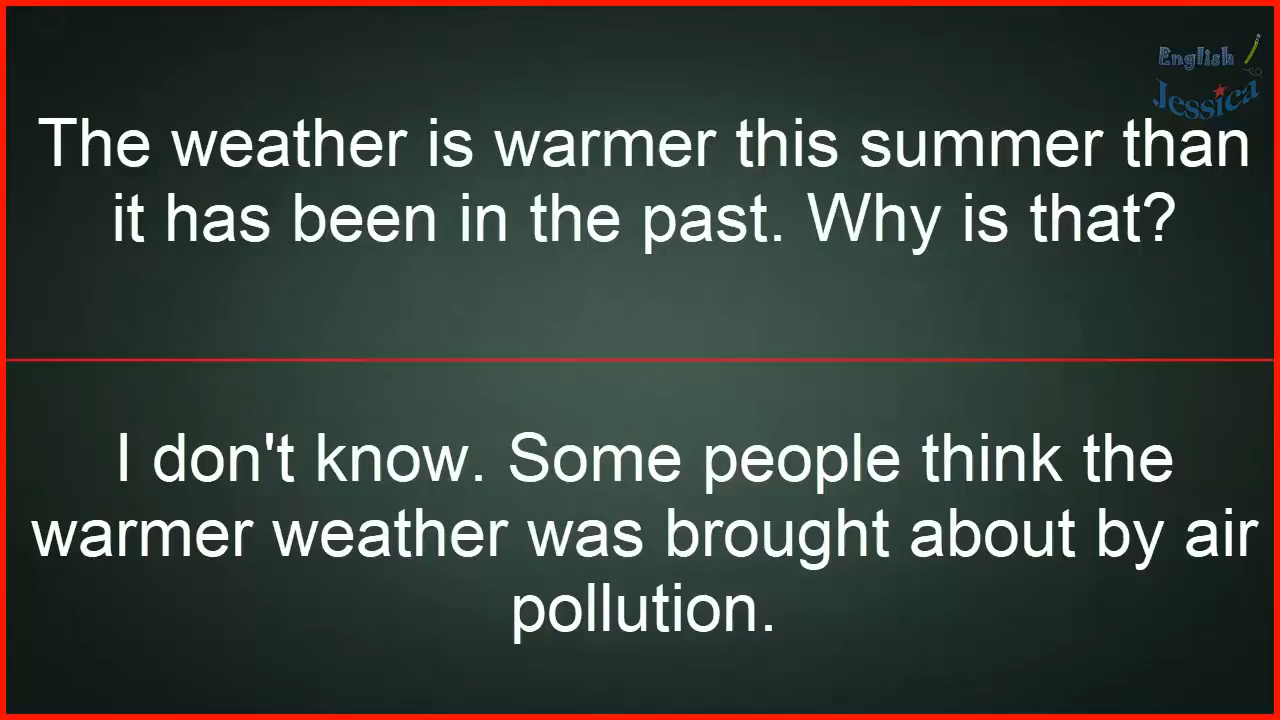 English
Jessica
The weather is warmer this summer than
it has been in the past. Why is that?
I don't know. Some people think the
warmer weather was brought about by air
pollution.